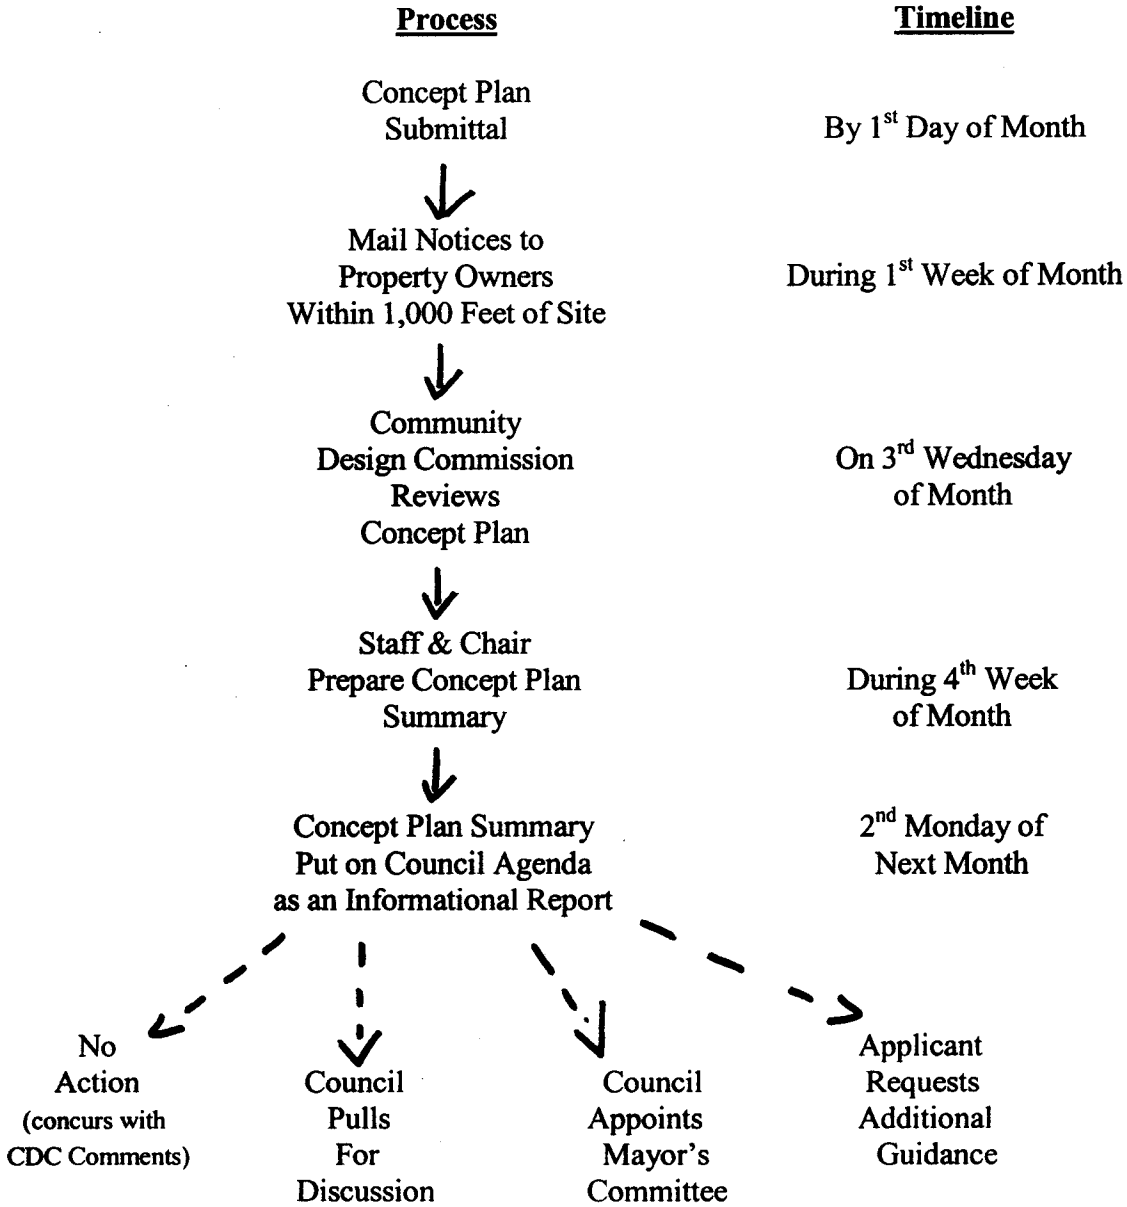 Process
Timeline
Concept Plan
Submittal
By 1st Day of Month
Mail Notices to
Property Owners
Within 1,000 Feet of Site
During 1st Week of Month
Community
Design Commission
Reviews
Concept Plan
On 3rd Wednesday
of Month
Staff & Chair
Prepare Concept Plan
Summary
During 4th Week
of Month
Concept Plan Summary
Put on Council Agenda
as an Informational Report
2nd Monday of
Next Month
No
Action
(concurs with
CDC Comments)
Council
Pulls
For
Discussion
Council
Appoints
Mayor's
Committee
Applicant
Requests
Additional
Guidance